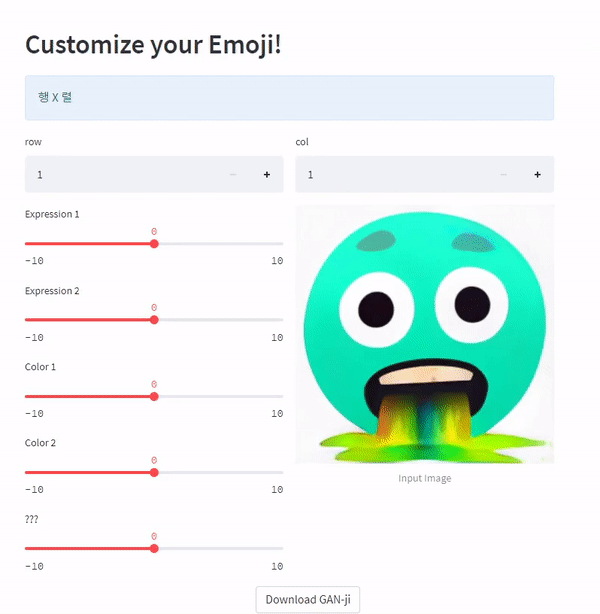 Customize your Emoji!
행 X 렬
row
col
1
1
Expression 1
0
-10
10
Expression 2
0
-10
10
Color 1
0
-10
10
Color 2
0
-10
10
???
0
-10
10
Input Image
Download GAN-ji